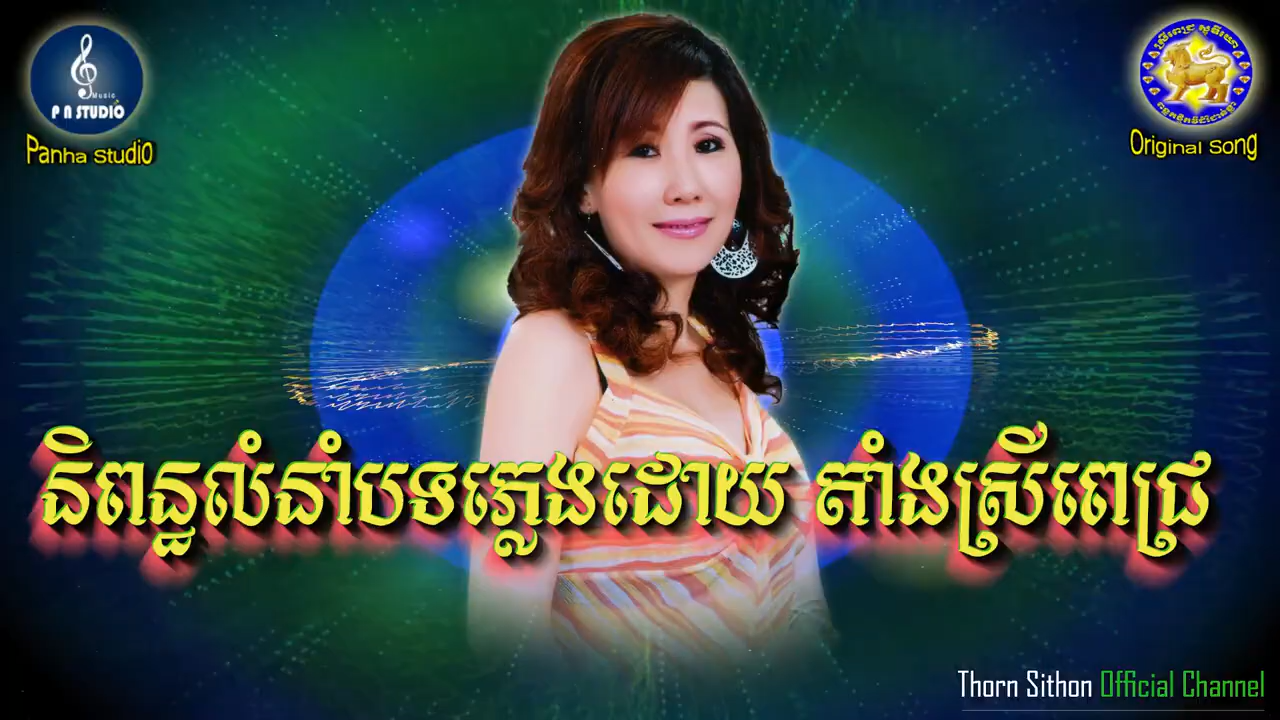 Music
P N STUDIO
Panha Studio
Original Song
និពន្ធលំនាំបទភ្លេងដោយ តាំងស្រីពេជ្រ
Thorn Sithon Official Channel